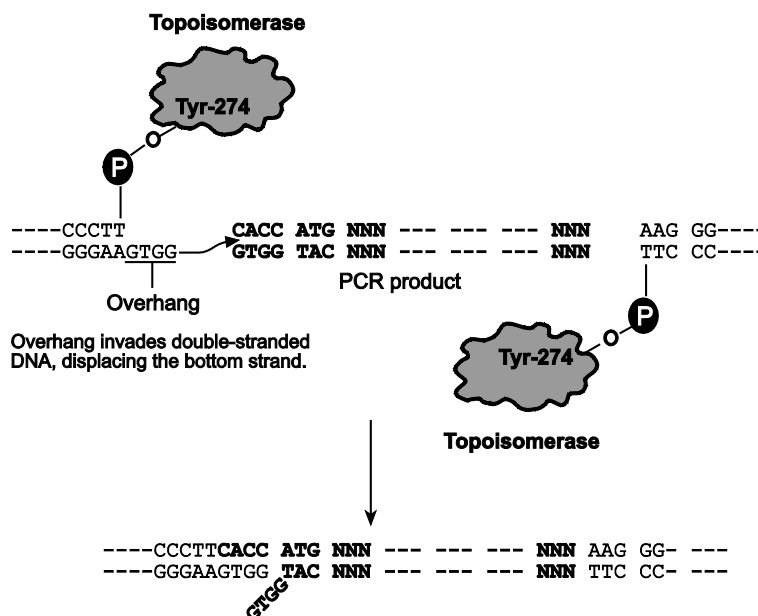 Topoisomerase
Tyr-274
O
P
----CCCTT CACC ATG NNN --- --- --- NNN AAG GG----
----GGGAAGTGG GTGG TAC NNN --- --- --- NNN TTC CC----
Overhang
PCR product
P
O
Tyr-274
Overhang invades double-stranded
DNA, displacing the bottom strand.
Topoisomerase
----CCCTTCACC ATG NNN --- --- --- NNN AAG GG- ---
----GGGAAGTGG TAC NNN --- --- --- NNN TTC CC- ---
GTGG